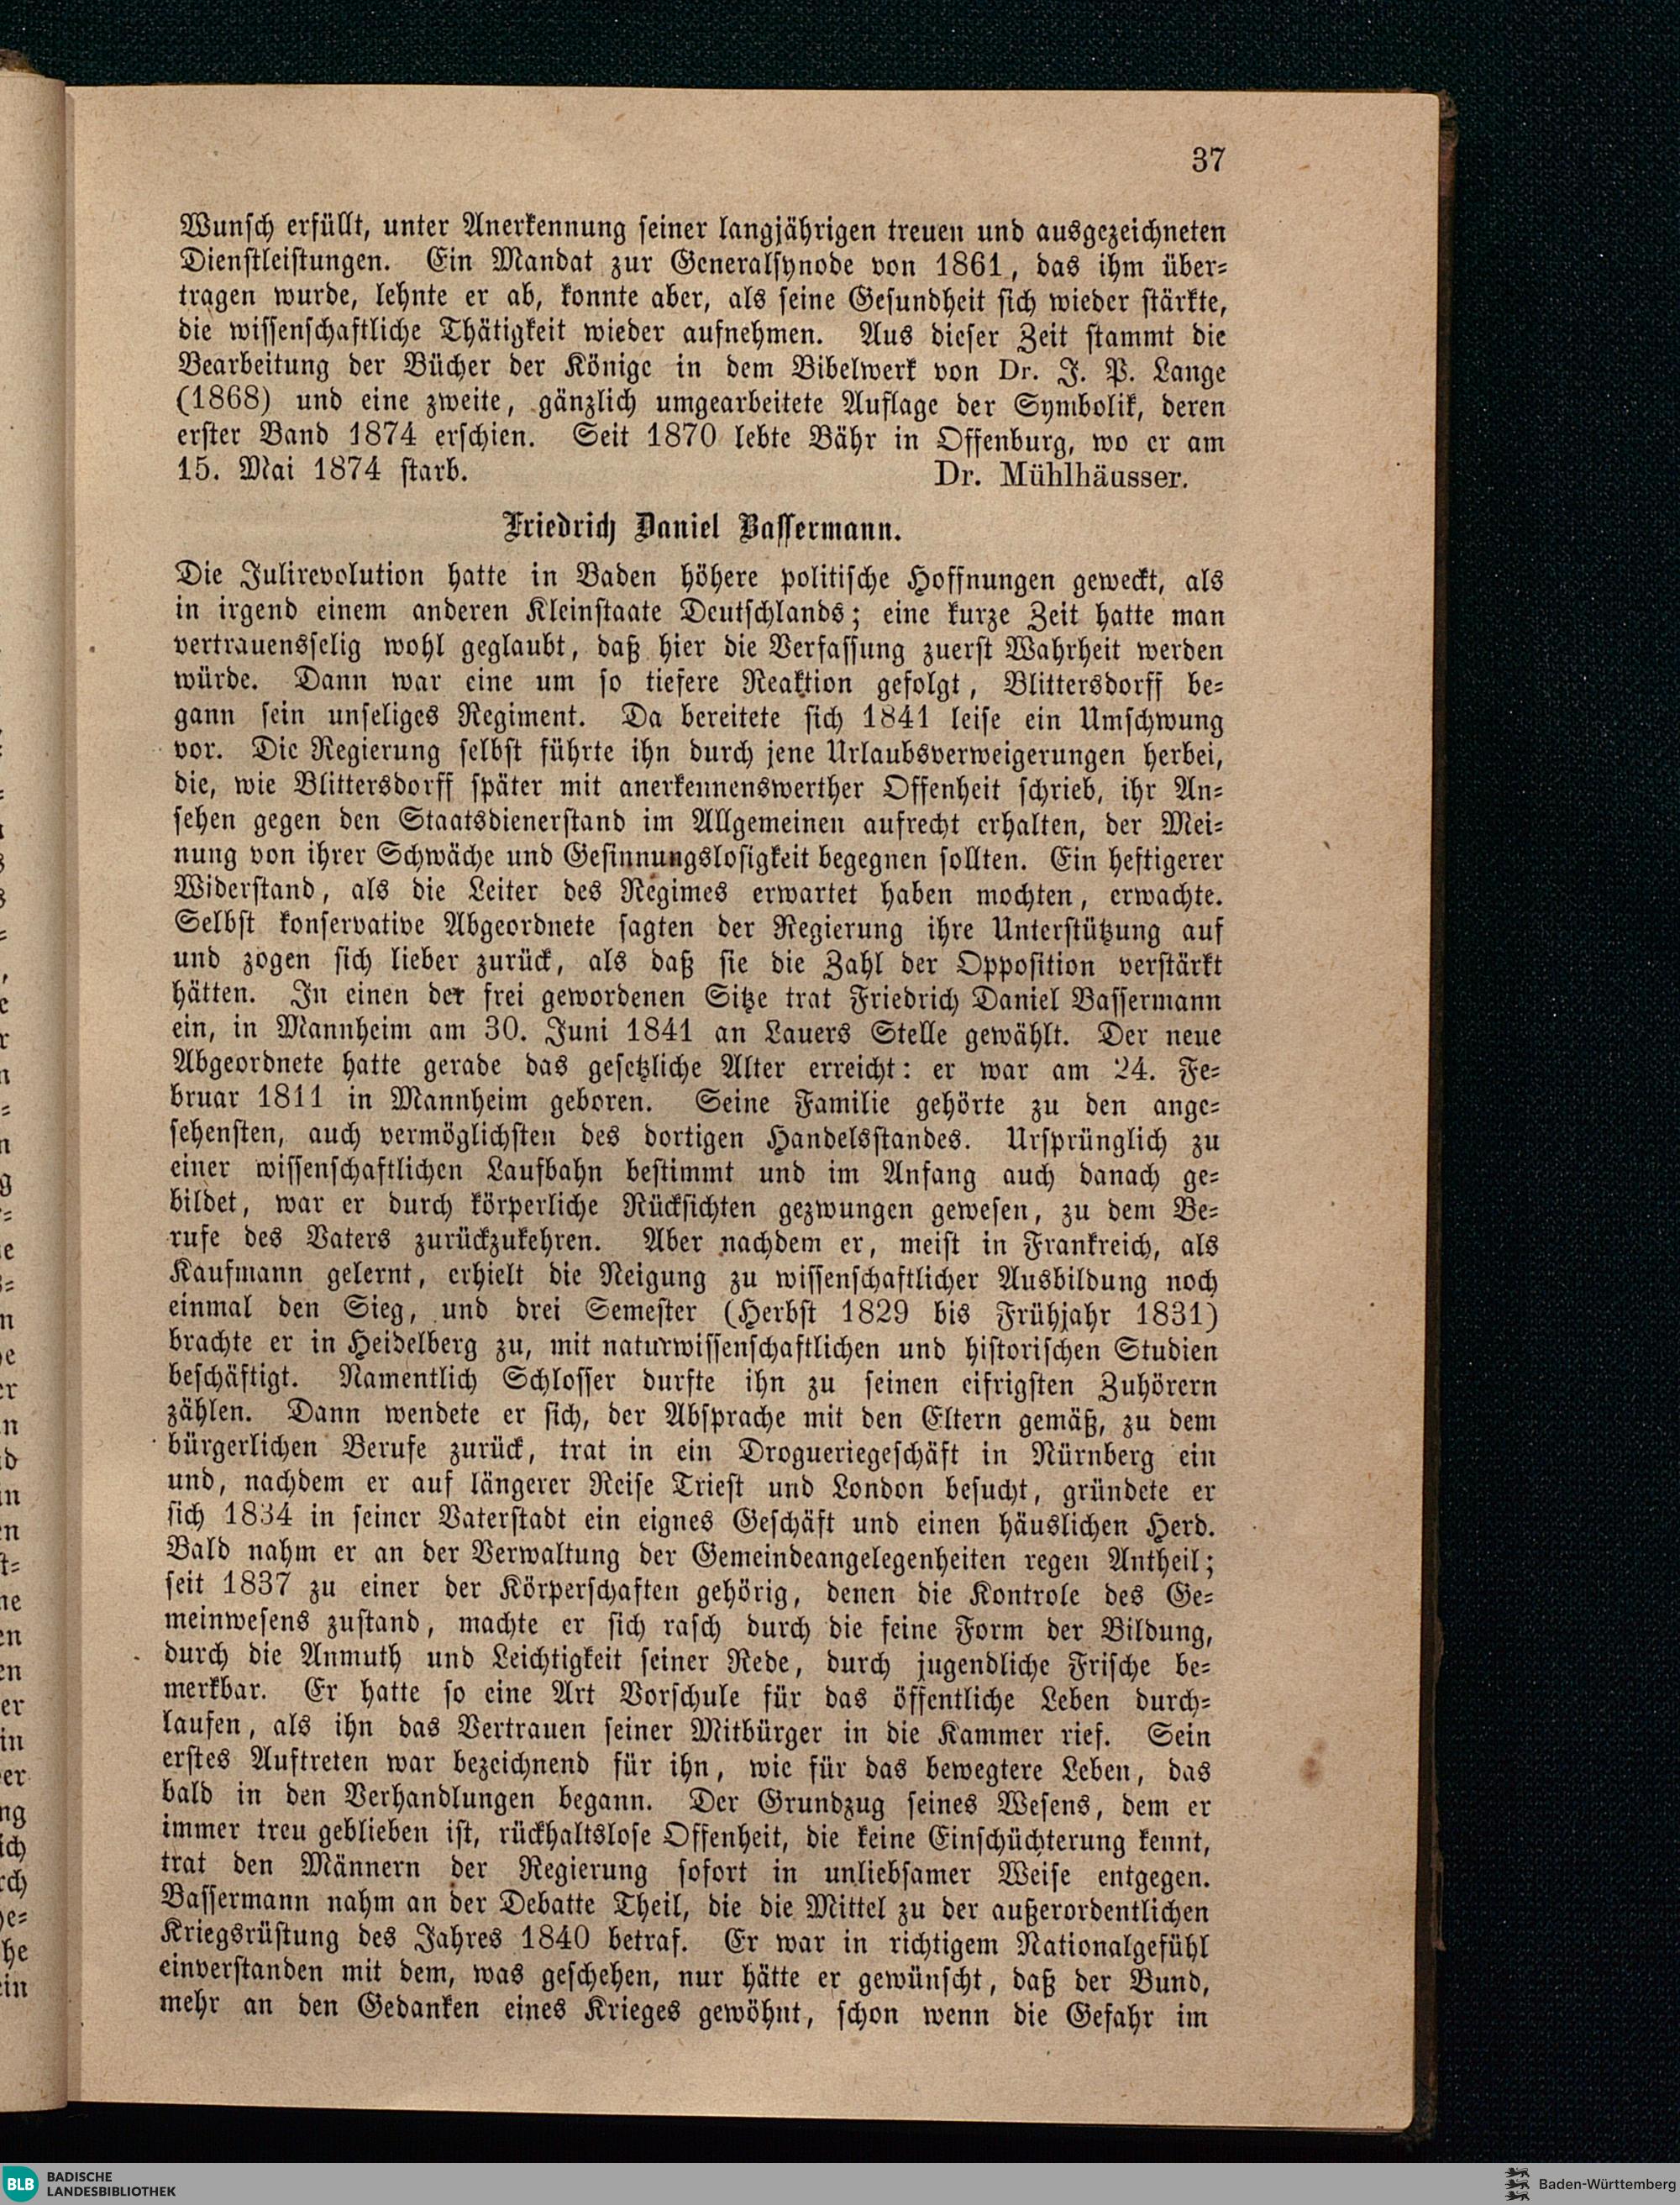 37
Wunsch erfüllt, unter Anerkennung seiner langjährigen treuen und ausgezeichneten
Dienstleistungen. Ein Mandat zur Generalsynode von 1861, das ihm über-
tragen wurde, lehnte er ab, konnte aber, als seine Gesundheit sich wieder stärkte,
die wissenschaftliche Thätigkeit wieder aufnehmen. Aus dieser Zeit stammt die
Bearbeitung der Bücher der Könige in dem Bibelwerk von Dr. J. P. Lange
(1868) und eine zweite, gänzlich umgearbeitete Auflage der Symbolik, deren
erster Band 1874 erschien. Seit 1870 lebte Bähr in Offenburg, wo er am
15. Mai 1874 starb. Dr. Mühlhäusser.
Friedrich Daniel Bassermann.
Die Julirevolution hatte in Baden höhere politische Hoffnungen geweckt, als
in irgend einem anderen Kleinstaate Deutschlands; eine kurze Zeit hatte man
vertrauensselig wohl geglaubt, daß hier die Verfassung zuerst Wahrheit werden
würde. Dann war eine um so tiefere Reaktion gefolgt, Blittersdorff be-
gann sein unseliges Regiment. Da bereitete sich 1841 leise ein Umschwung
vor. Die Regierung selbst führte ihn durch jene Urlaubsverweigerungen herbei,
die, wie Blittersdorff später mit anerkennenswerther Offenheit schrieb, ihr An-
sehen gegen den Staatsdienerstand im Allgemeinen aufrecht erhalten, der Mei-
nung von ihrer Schwäche und Gesinnungslosigkeit begegnen sollten. Ein heftigerer
Widerstand, als die Leiter des Regimes erwartet haben mochten, erwachte.
Selbst konservative Abgeordnete sagten der Regierung ihre Unterstützung auf
und zogen sich lieber zurück, als daß sie die Zahl der Opposition verstärkt
hätten. In einen der frei gewordenen Sitze trat Friedrich Daniel Bassermann
ein, in Mannheim am 30. Juni 1841 an Lauers Stelle gewählt. Der neue
Abgeordnete hatte gerade das gesetzliche Alter erreicht: er war am 24. Fe-
bruar 1811 in Mannheim geboren. Seine Familie gehörte zu den ange-
sehensten, auch vermöglichsten des dortigen Handelsstandes. Ursprünglich zu
einer wissenschaftlichen Laufbahn bestimmt und im Anfang auch danach ge-
bildet, war er durch körperliche Rücksichten gezwungen gewesen, zu dem Be-
rufe des Vaters zurückzukehren. Aber nachdem er, meist in Frankreich, als
Kaufmann gelernt, erhielt die Neigung zu wissenschaftlicher Ausbildung noch
einmal den Sieg, und drei Semester (Herbst 1829 bis Frühjahr 1831)
brachte er in Heidelberg zu, mit naturwissenschaftlichen und historischen Studien
beschäftigt. Namentlich Schlosser durfte ihn zu seinen eifrigsten Zuhörern
zählen. Dann wendete er sich, der Absprache mit den Eltern gemäß, zu dem
bürgerlichen Berufe zurück, trat in ein Drogueriegeschäft in Nürnberg ein
und, nachdem er auf längerer Reise Triest und London besucht, gründete er
sich 1834 in seiner Vaterstadt ein eignes Geschäft und einen häuslichen Herd.
Bald nahm er an der Verwaltung der Gemeindeangelegenheiten regen Antheil;
seit 1837 zu einer der Körperschaften gehörig, denen die Kontrole des Ge-
meinwesens zustand, machte er sich rasch durch die feine Form der Bildung,
durch die Anmuth und Leichtigkeit seiner Rede, durch jugendliche Frische be-
merkbar. Er hatte so eine Art Vorschule für das öffentliche Leben durch-
laufen, als ihn das Vertrauen seiner Mitbürger in die Kammer rief. Sein
erstes Auftreten war bezeichnend für ihn, wie für das bewegtere Leben, das
bald in den Verhandlungen begann. Der Grundzug seines Wesens, dem er
immer treu geblieben ist, rückhaltslose Offenheit, die keine Einschüchterung kennt,
trat den Männern der Regierung sofort in unliebsamer Weise entgegen.
Bassermann nahm an der Debatte Theil, die die Mittel zu der außerordentlichen
Kriegsrüstung des Jahres 1840 betraf. Er war in richtigem Nationalgefühl
einverstanden mit dem, was geschehen, nur hätte er gewünscht, daß der Bund,
mehr an den Gedanken eines Krieges gewöhnt, schon wenn die Gefahr im
BLB BADISCHE
LANDESBIBLIOTHEK
Baden-Württemberg